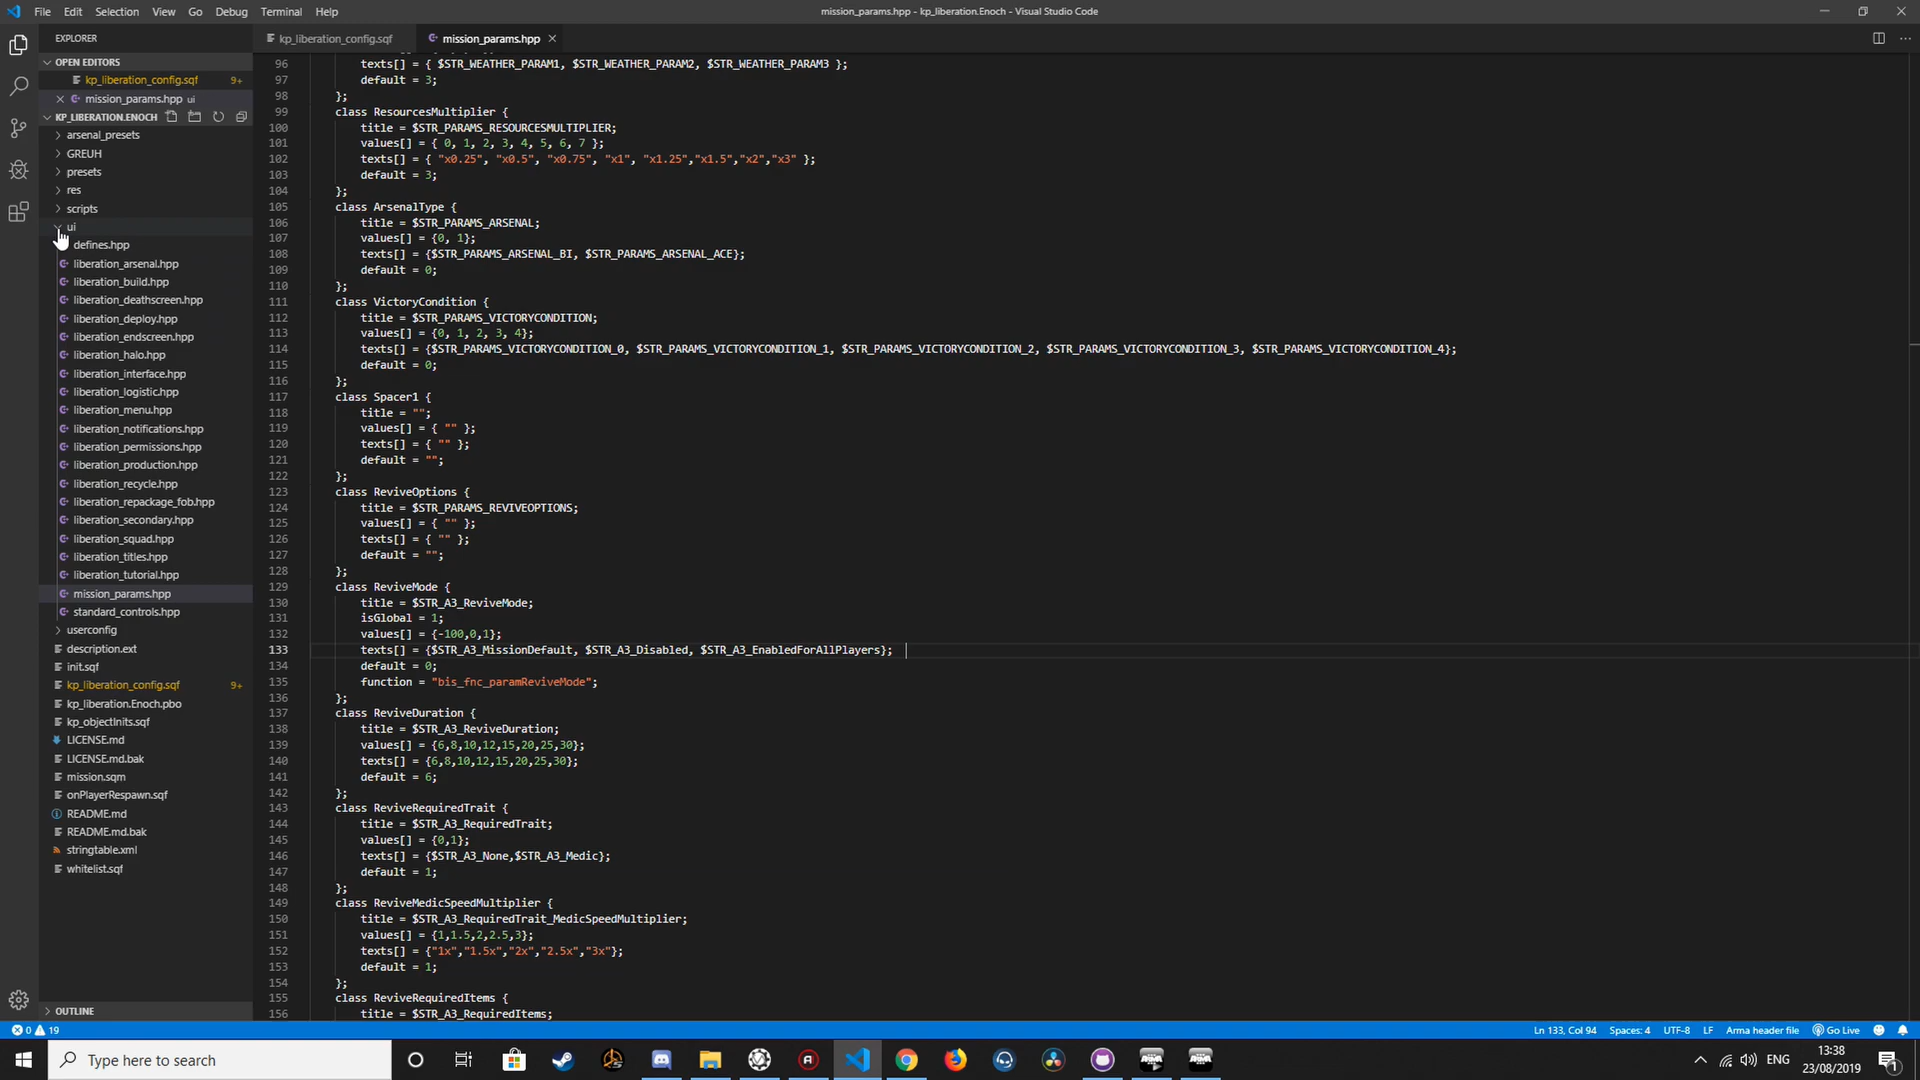 File Edit Selection View Go Debug Terminal Help
mission_params.hpp - kp_liberation.Enoch - Visual Studio Code
EXPLORER
OPEN EDITORS
kp_liberation_config.sqf 9+
mission_params.hpp ui
KP_LIBERATION.ENOCH
arsenal_presets
GREUH
presets
res
scripts
ui
defines.hpp
liberation_arsenal.hpp
liberation_build.hpp
liberation_deathscreen.hpp
liberation_deploy.hpp
liberation_endscreen.hpp
liberation_halo.hpp
liberation_interface.hpp
liberation_logistic.hpp
liberation_menu.hpp
liberation_notifications.hpp
liberation_permissions.hpp
liberation_production.hpp
liberation_recycle.hpp
liberation_repackage_fob.hpp
liberation_secondary.hpp
liberation_squad.hpp
liberation_titles.hpp
liberation_tutorial.hpp
mission_params.hpp
standard_controls.hpp
userconfig
description.ext
init.sqf
kp_liberation_config.sqf 9+
kp_liberation.Enoch.pbo
kp_objectInits.sqf
LICENSE.md
LICENSE.md.bak
mission.sqm
onPlayerRespawn.sqf
README.md
README.md.bak
stringtable.xml
whitelist.sqf
OUTLINE
kp_liberation_config.sqf
mission_params.hpp
96 texts[] = { $STR_WEATHER_PARAM1, $STR_WEATHER_PARAM2, $STR_WEATHER_PARAM3 };
97 default = 3;
98 };
99 class ResourcesMultiplier {
100 title = $STR_PARAMS_RESOURCESMULTIPLIER;
101 values[] = { 0, 1, 2, 3, 4, 5, 6, 7 };
102 texts[] = { "x0.25", "x0.5", "x0.75", "x1", "x1.25","x1.5","x2","x3" };
103 default = 3;
104 };
105 class ArsenalType {
106 title = $STR_PARAMS_ARSENAL;
107 values[] = {0, 1};
108 texts[] = {$STR_PARAMS_ARSENAL_BI, $STR_PARAMS_ARSENAL_ACE};
109 default = 0;
110 };
111 class VictoryCondition {
112 title = $STR_PARAMS_VICTORYCONDITION;
113 values[] = {0, 1, 2, 3, 4};
114 texts[] = {$STR_PARAMS_VICTORYCONDITION_0, $STR_PARAMS_VICTORYCONDITION_1, $STR_PARAMS_VICTORYCONDITION_2, $STR_PARAMS_VICTORYCONDITION_3, $STR_PARAMS_VICTORYCONDITION_4};
115 default = 0;
116 };
117 class Spacer1 {
118 title = "";
119 values[] = { "" };
120 texts[] = { "" };
121 default = "";
122 };
123 class ReviveOptions {
124 title = $STR_PARAMS_REVIVEOPTIONS;
125 values[] = { "" };
126 texts[] = { "" };
127 default = "";
128 };
129 class ReviveMode {
130 title = $STR_A3_ReviveMode;
131 isGlobal = 1;
132 values[] = {-100,0,1};
133 texts[] = {$STR_A3_MissionDefault, $STR_A3_Disabled, $STR_A3_EnabledForAllPlayers};
134 default = 0;
135 function = "bis_fnc_paramReviveMode";
136 };
137 class ReviveDuration {
138 title = $STR_A3_ReviveDuration;
139 values[] = {6,8,10,12,15,20,25,30};
140 texts[] = {6,8,10,12,15,20,25,30};
141 default = 6;
142 };
143 class ReviveRequiredTrait {
144 title = $STR_A3_RequiredTrait;
145 values[] = {0,1};
146 texts[] = {$STR_A3_None,$STR_A3_Medic};
147 default = 1;
148 };
149 class ReviveMedicSpeedMultiplier {
150 title = $STR_A3_RequiredTrait_MedicSpeedMultiplier;
151 values[] = {1,1.5,2,2.5,3};
152 texts[] = {"1x","1.5x","2x","2.5x","3x"};
153 default = 1;
154 };
155 class ReviveRequiredItems {
156 title = $STR_A3_RequiredItems;
0 19
Ln 133, Col 94 Spaces: 4 UTF-8 LF Arma header file Go Live
Type here to search
ENG
13:38
23/08/2019
1